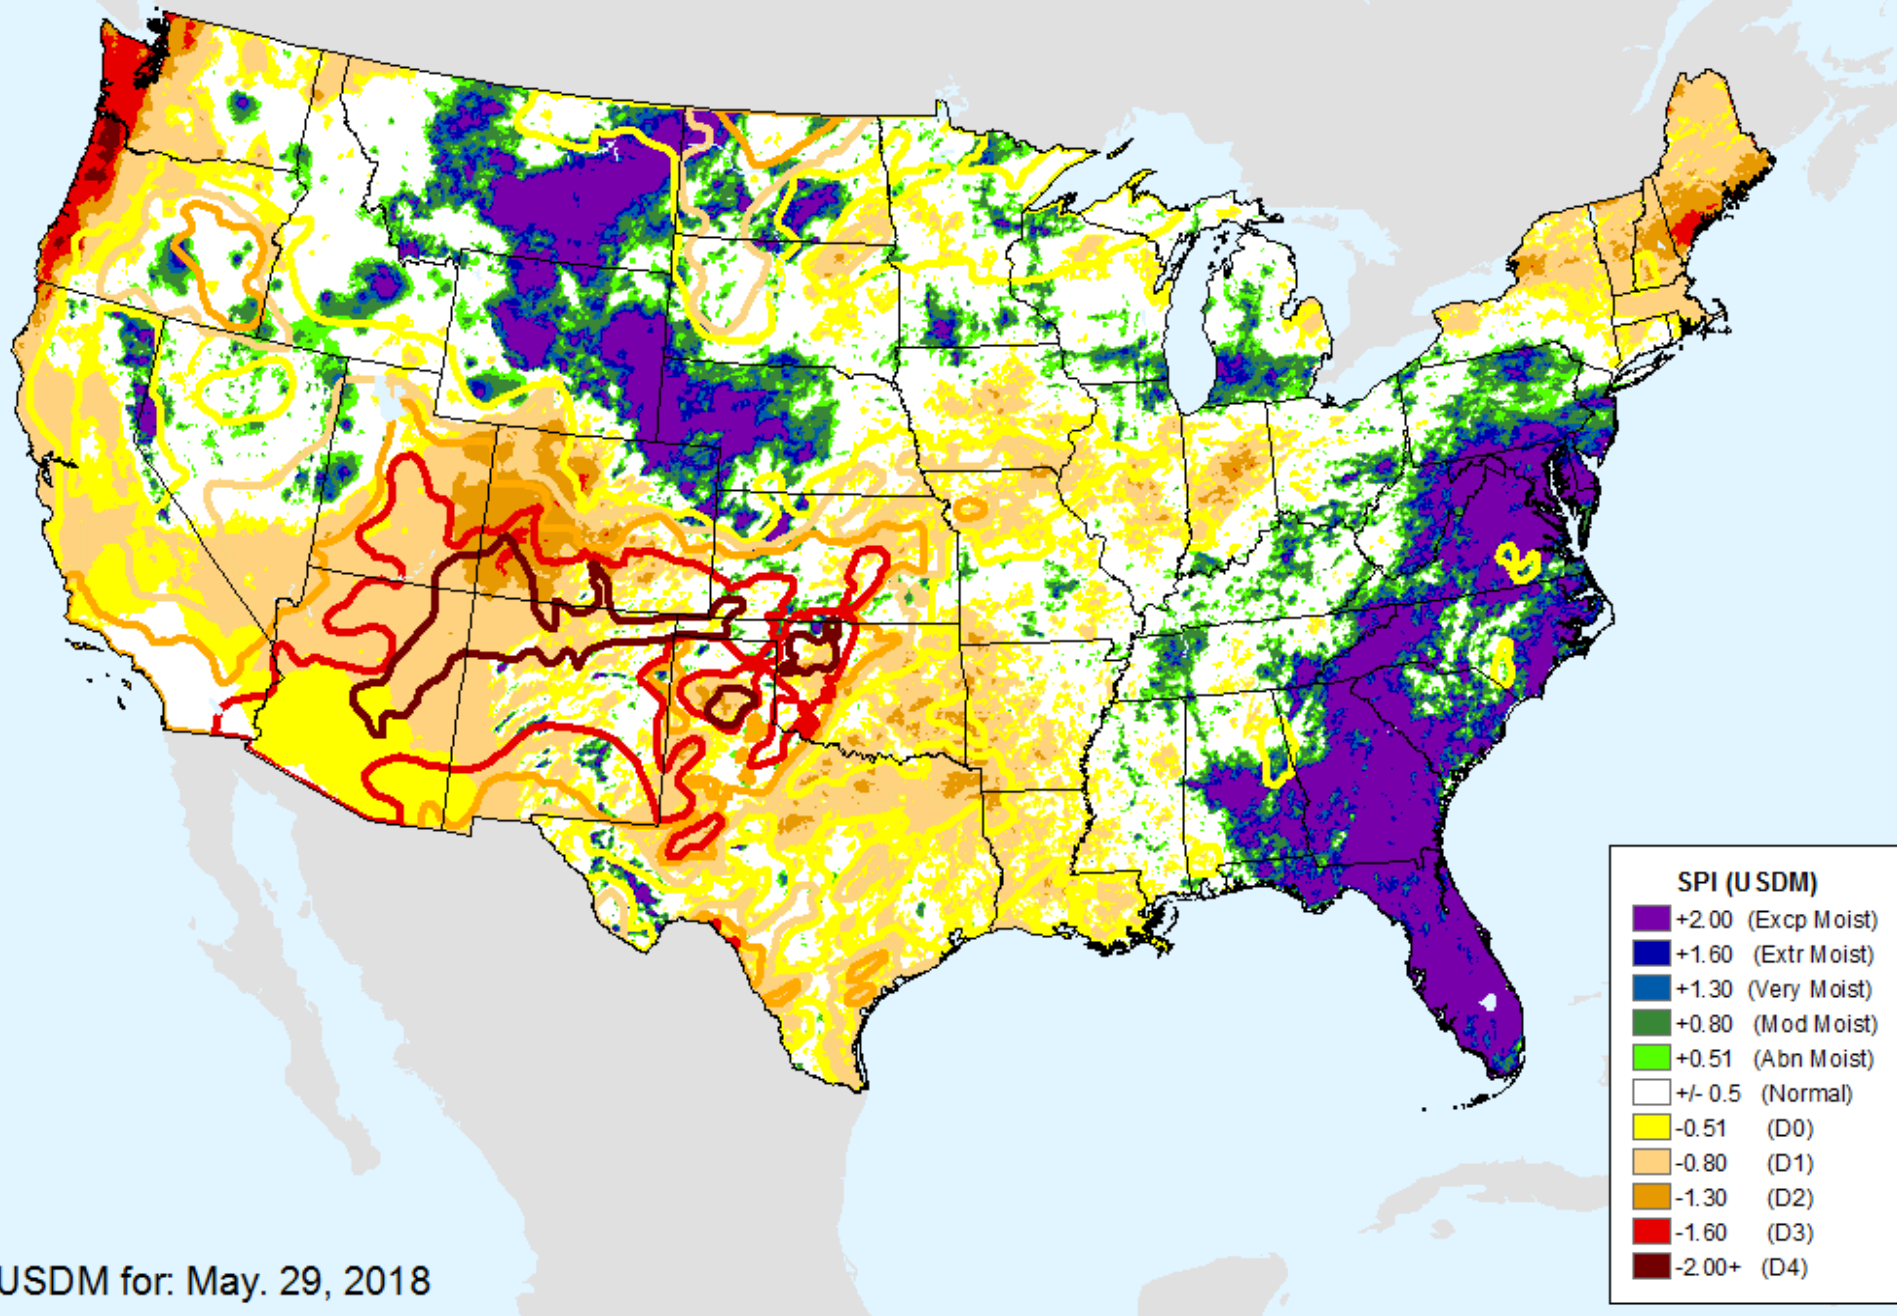 SPI (USDM)
+2.00 (Excp Moist)
+1.60 (Extr Moist)
+1.30 (Very Moist)
+0.80 (Mod Moist)
+0.51 (Abn Moist)
+/- 0.5 (Normal)
-0.51 (D0)
-0.80 (D1)
-1.30 (D2)
-1.60 (D3)
-2.00+ (D4)
USDM for: May. 29, 2018